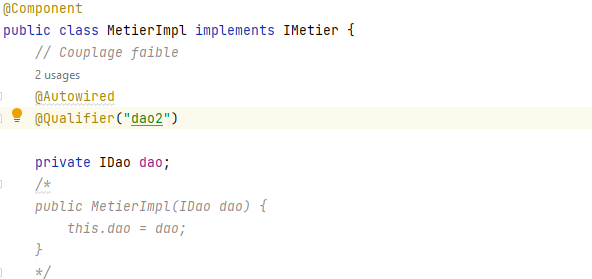 @Component
public class MetierImpl implements IMetier {
// Couplage faible
2 usages
@Autowired
@Qualifier("dao2")
private IDao dao;
/*
public MetierImpl(IDao dao) {
this.dao = dao;
}
*/